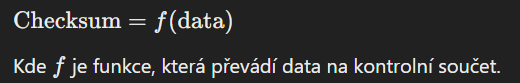 Checksum = f(data)
Kde f je funkce, která převádí data na kontrolní součet.